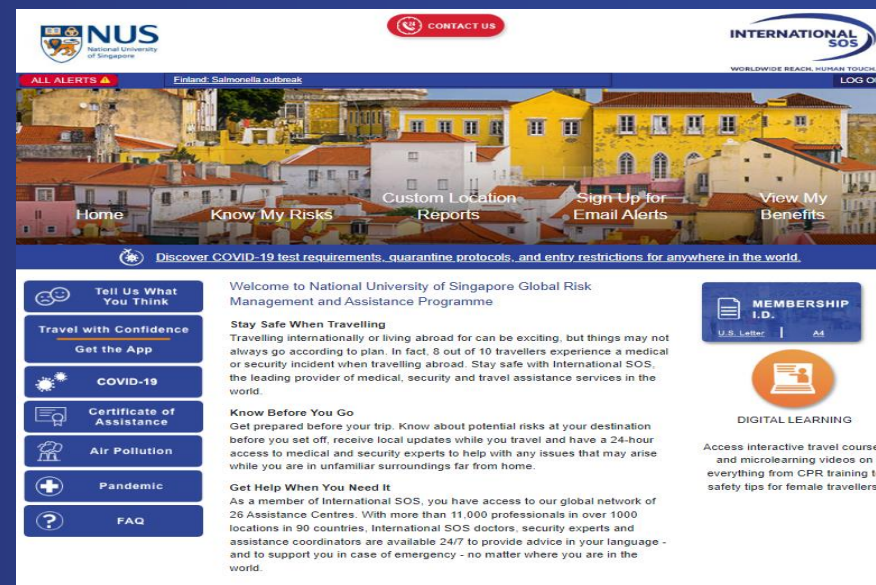 NUS
National University
of Singapore
CONTACT US
INTERNATIONAL
SOS
WORLDWIDE REACH. HUMAN TOUCH.
ALL ALERTS
Finland: Salmonella outbreak
LOG OU
Home
Know My Risks
Custom Location
Reports
Sign Up for
Email Alerts
View My
Benefits
Discover COVID-19 test requirements, quarantine protocols, and entry restrictions for anywhere in the world.
Tell Us What
You Think
Travel with Confidence
Get the App
COVID-19
Certificate of
Assistance
Air Pollution
Pandemic
FAQ
Welcome to National University of Singapore Global Risk
Management and Assistance Programme
Stay Safe When Travelling
Travelling internationally or living abroad for can be exciting, but things may not
always go according to plan. In fact, 8 out of 10 travellers experience a medical
or security incident when travelling abroad. Stay safe with International SOS,
the leading provider of medical, security and travel assistance services in the
world.
Know Before You Go
Get prepared before your trip. Know about potential risks at your destination
before you set off, receive local updates while you travel and have a 24-hour
access to medical and security experts to help with any issues that may arise
while you are in unfamiliar surroundings far from home.
Get Help When You Need It
As a member of International SOS, you have access to our global network of
26 Assistance Centres. With more than 11,000 professionals in over 1000
locations in 90 countries, International SOS doctors, security experts and
assistance coordinators are available 24/7 to provide advice in your language -
and to support you in case of emergency - no matter where you are in the
world.
MEMBERSHIP
I.D.
U.S. Letter
A4
DIGITAL LEARNING
Access interactive travel course
and microlearning videos on
everything from CPR training t
safety tips for female travellers